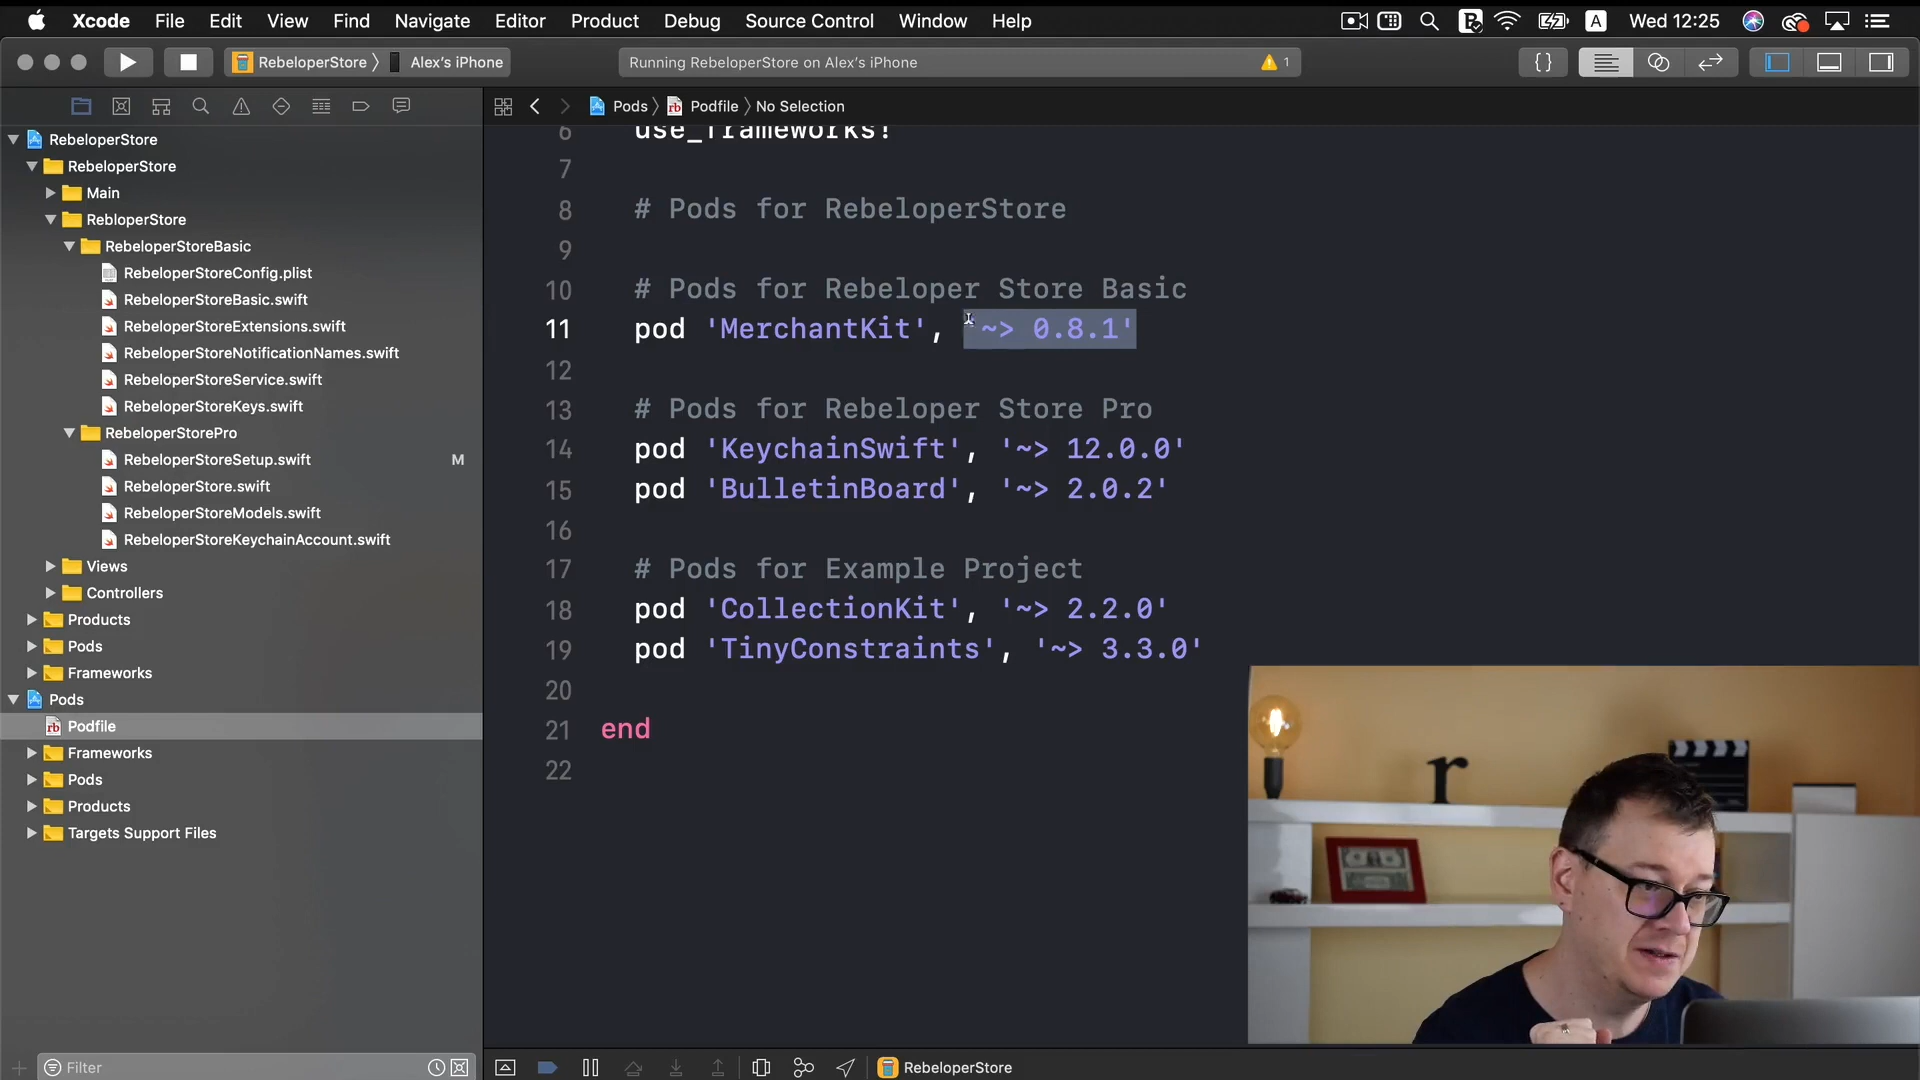 Xcode File Edit View Find Navigate Editor Product Debug Source Control Window Help A Wed 12:25
RebeloperStore Alex's iPhone Running RebeloperStore on Alex's iPhone 1 {}
Pods Podfile No Selection
RebeloperStore
RebeloperStore
Main
RebloperStore
RebeloperStoreBasic
RebeloperStoreConfig.plist
RebeloperStoreBasic.swift
RebeloperStoreExtensions.swift
RebeloperStoreNotificationNames.swift
RebeloperStoreService.swift
RebeloperStoreKeys.swift
RebeloperStorePro
RebeloperStoreSetup.swift M
RebeloperStore.swift
RebeloperStoreModels.swift
RebeloperStoreKeychainAccount.swift
Views
Controllers
Products
Pods
Frameworks
Pods
rb Podfile
Frameworks
Pods
Products
Targets Support Files
Filter
6 use_frameworks!
7
8 # Pods for RebeloperStore
9
10 # Pods for Rebeloper Store Basic
11 pod 'MerchantKit', '~> 0.8.1'
12
13 # Pods for Rebeloper Store Pro
14 pod 'KeychainSwift', '~> 12.0.0'
15 pod 'BulletinBoard', '~> 2.0.2'
16
17 # Pods for Example Project
18 pod 'CollectionKit', '~> 2.2.0'
19 pod 'TinyConstraints', '~> 3.3.0'
20
21 end
22
r
RebeloperStore